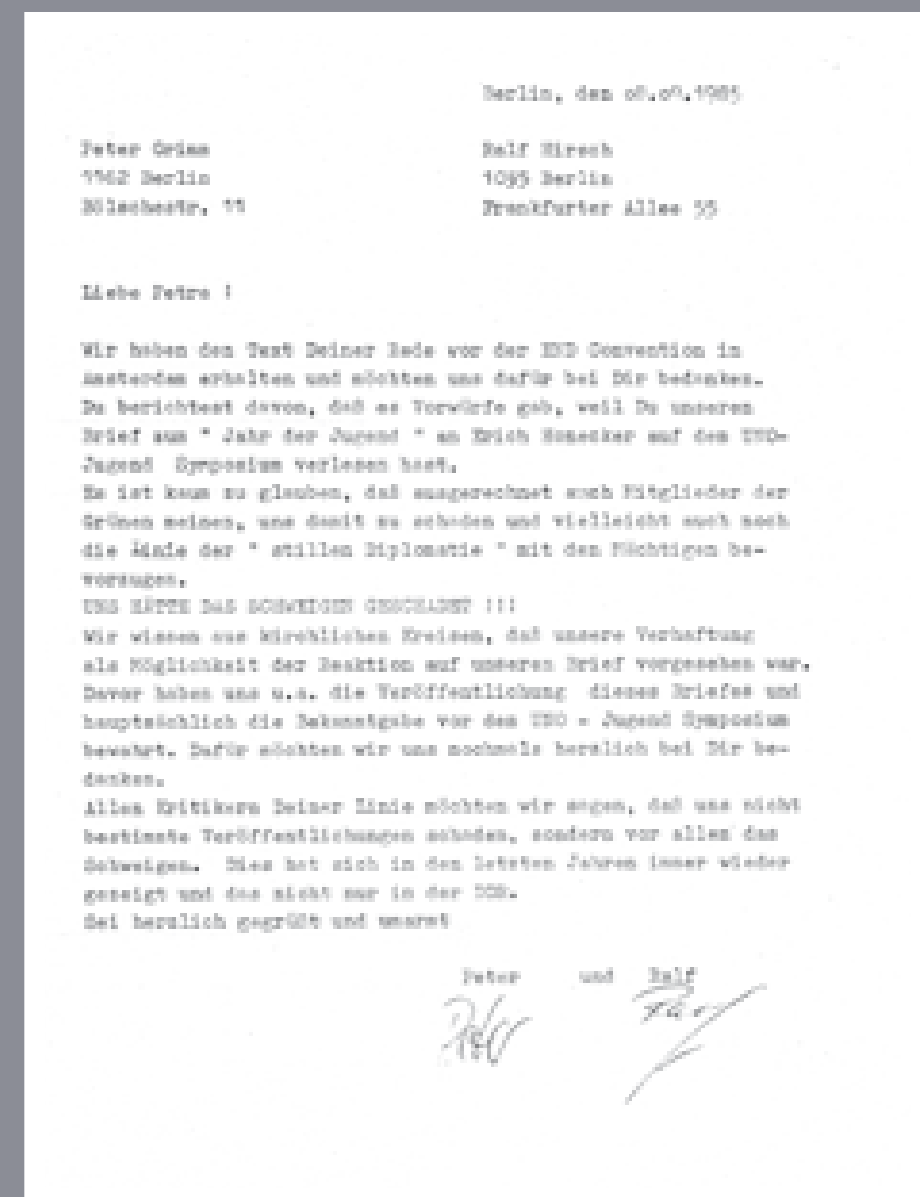 Berlin, den 08.09.1985
Peter Grimm
Ralf Hirsch
1162 Berlin
1035 Berlin
Bölschestr. 11
Frankfurter Allee 55
Liebe Petra !
Wir haben den Text Deiner Rede vor der END Convention in
Amsterdam erhalten und möchten uns dafür bei Dir bedanken.
Du berichtest davon, daß es Vorwürfe gab, weil Du unseren
Brief zum " Jahr der Jugend " an Erich Honecker auf dem UNO-
Jugend Symposium verlesen hast.
Es ist kaum zu glauben, daß ausgerechnet auch Mitglieder der
Grünen meinen, uns damit zu schaden und vielleicht auch noch
die Linie der " stillen Diplomatie " mit den Mächtigen be-
vorzugen.
UNS HÄTTE DAS SCHWEIGEN GESCHADET !!!
Wir wissen aus kirchlichen Kreisen, daß unsere Verhaftung
als Möglichkeit der Reaktion auf unseren Brief vorgesehen war.
Davor haben uns u.a. die Veröffentlichung dieses Briefes und
hauptsächlich die Bekanntgabe vor dem UNO - Jugend Symposium
bewahrt. Dafür möchten wir uns nochmals herzlich bei Dir be-
danken.
Allen Kritikern Deiner Linie möchten wir sagen, daß uns nicht
bestimmte Veröffentlichungen schaden, sondern vor allem das
Schweigen. Dies hat sich in den letzten Jahren immer wieder
gezeigt und das nicht nur in der DDR.
Sei herzlich gegrüßt und umarmt
Peter und Ralf